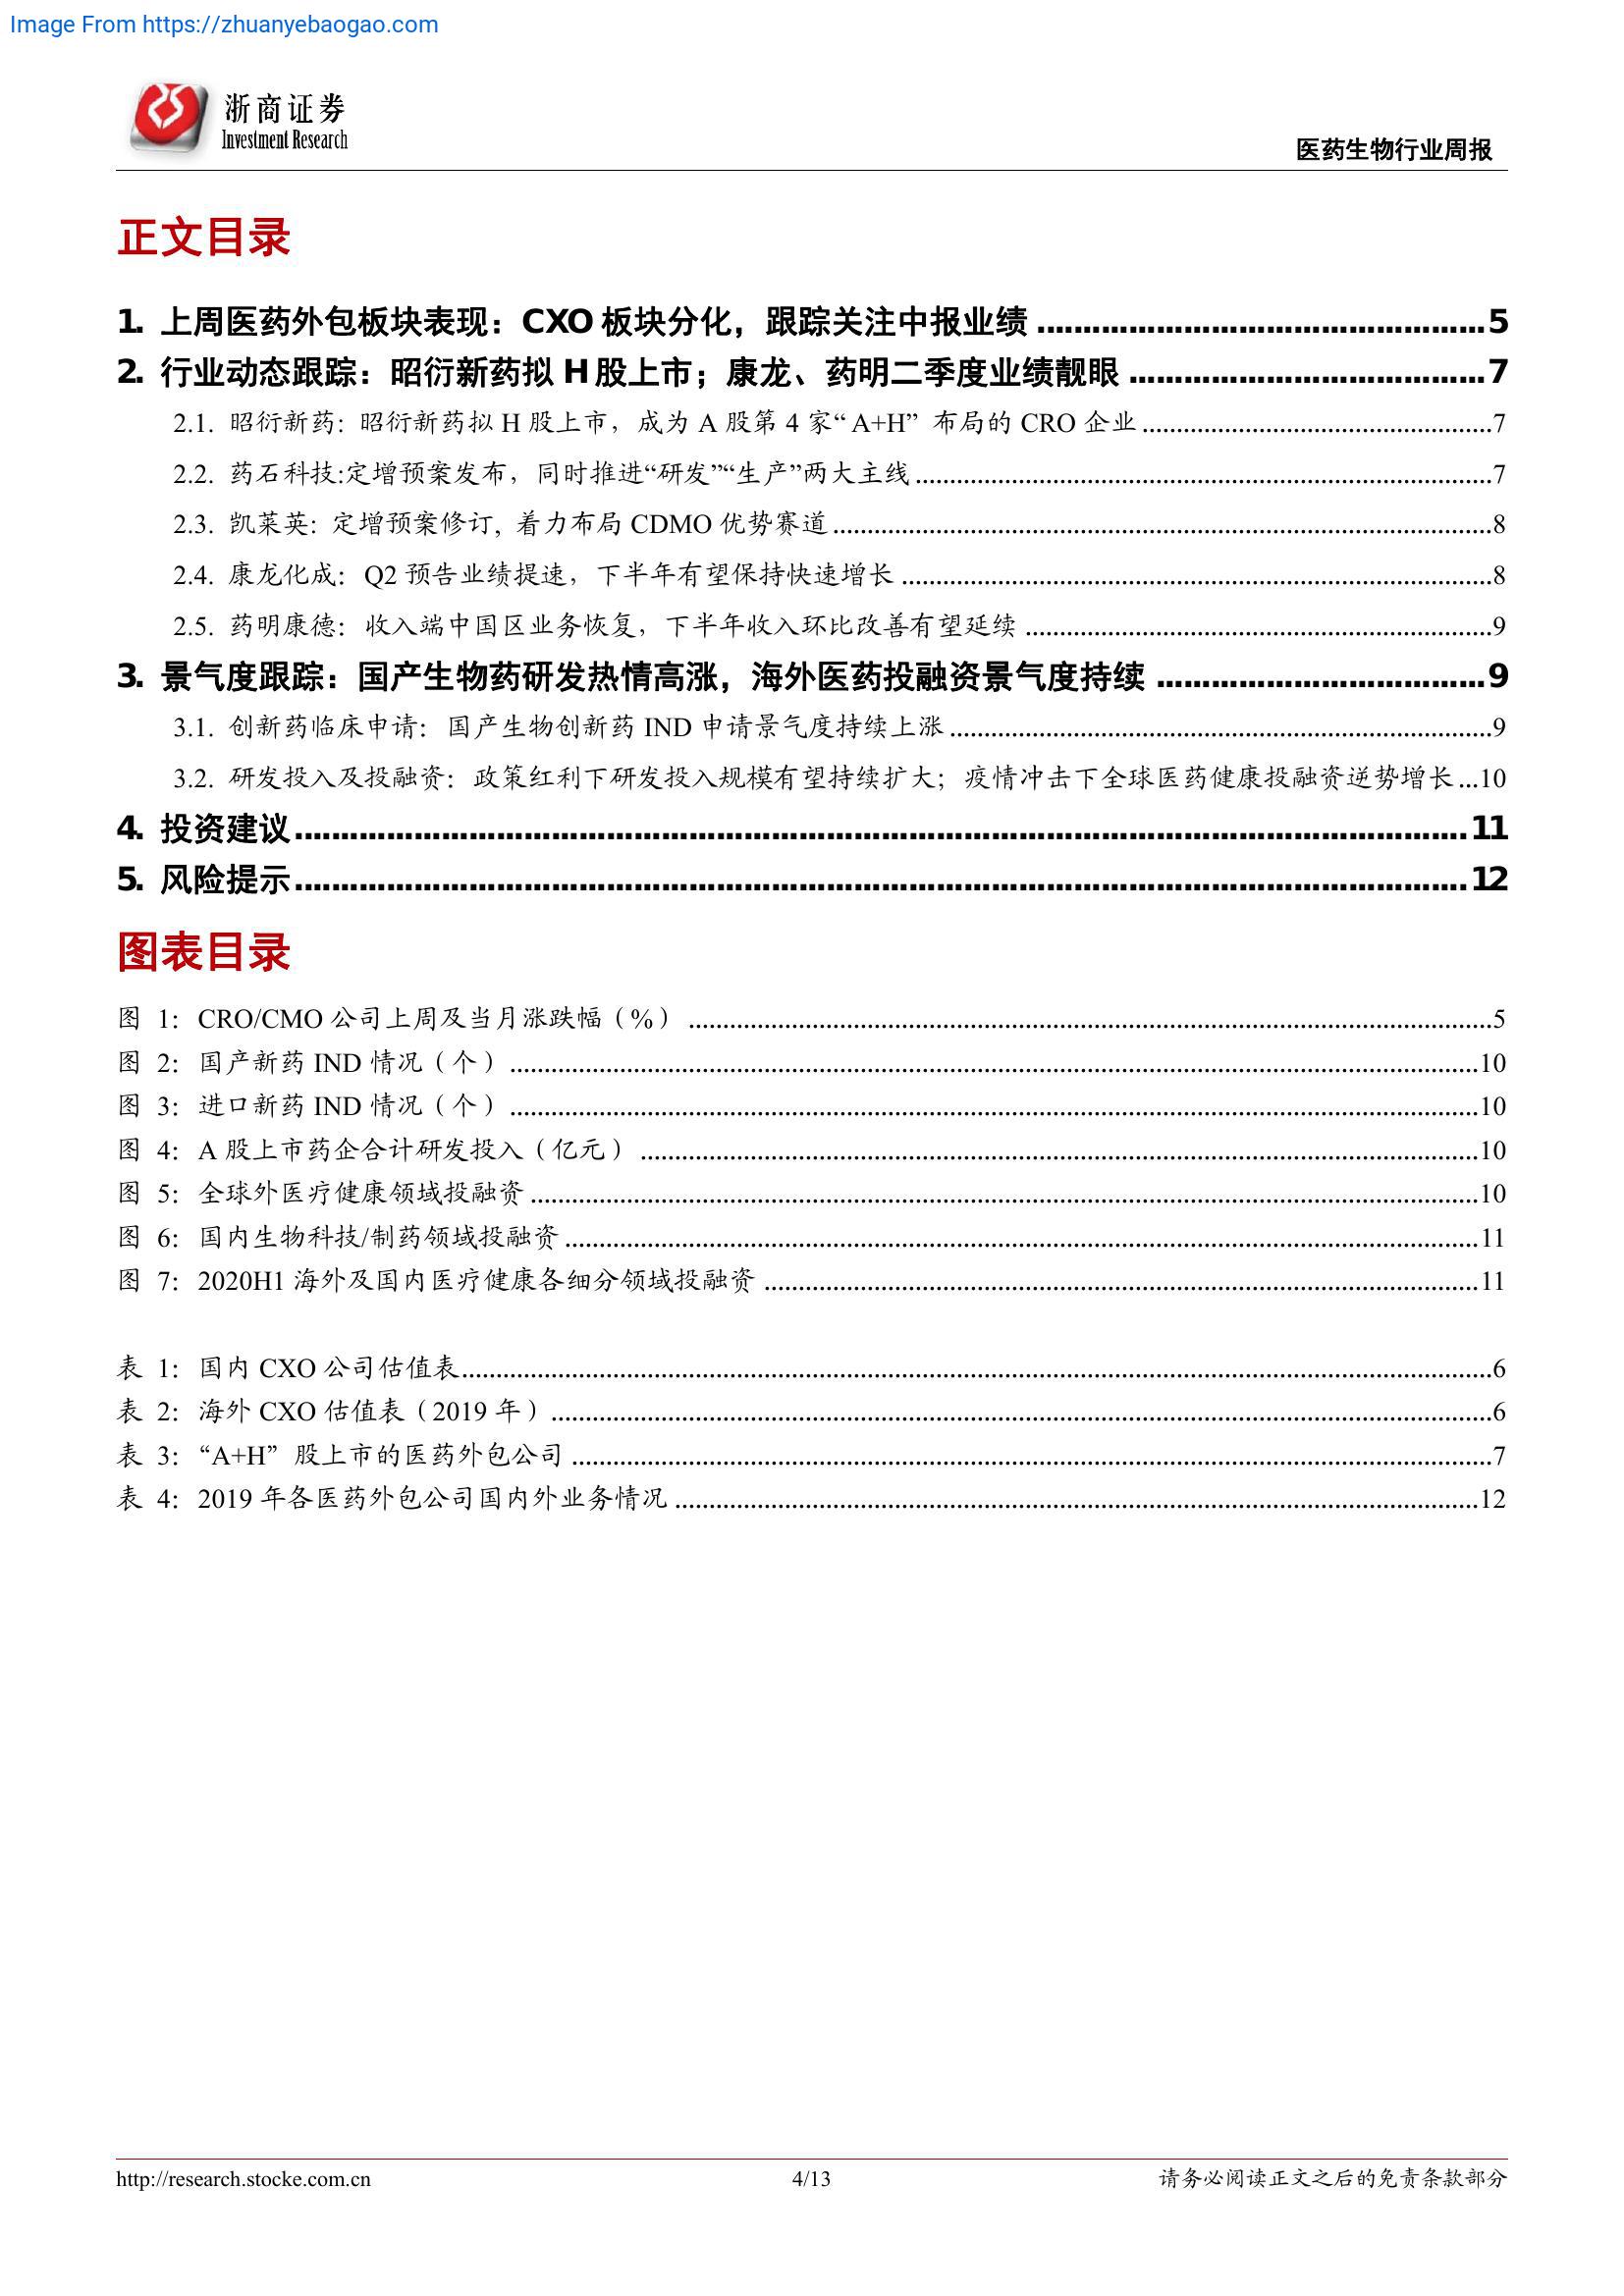 Image From https://zhuanyebaogao.com
浙商证券
Investment Research
医药生物行业周报
正文目录
1. 上周医药外包板块表现：CXO 板块分化，跟踪关注中报业绩 ................................................ 5
2. 行业动态跟踪：昭衍新药拟 H 股上市；康龙、药明二季度业绩靓眼 ...................................... 7
2.1. 昭衍新药: 昭衍新药拟 H 股上市，成为 A 股第 4 家“ A+H” 布局的 CRO 企业 ................................................... 7
2.2. 药石科技:定增预案发布，同时推进“研发”“生产”两大主线 .................................................................................... 7
2.3. 凯莱英: 定增预案修订, 着力布局 CDMO 优势赛道 ................................................................................................ 8
2.4. 康龙化成：Q2 预告业绩提速，下半年有望保持快速增长 ...................................................................................... 8
2.5. 药明康德：收入端中国区业务恢复，下半年收入环比改善有望延续 .................................................................... 9
3. 景气度跟踪：国产生物药研发热情高涨，海外医药投融资景气度持续 ................................... 9
3.1. 创新药临床申请：国产生物创新药 IND 申请景气度持续上涨 ............................................................................... 9
3.2. 研发投入及投融资：政策红利下研发投入规模有望持续扩大；疫情冲击下全球医药健康投融资逆势增长 ... 10
4. 投资建议 ............................................................................................................................. 11
5. 风险提示 ............................................................................................................................. 12
图表目录
图 1：CRO/CMO 公司上周及当月涨跌幅（%） ..................................................................................................................... 5
图 2：国产新药 IND 情况（个） ............................................................................................................................................. 10
图 3：进口新药 IND 情况（个） ............................................................................................................................................. 10
图 4：A 股上市药企合计研发投入（亿元） .......................................................................................................................... 10
图 5：全球外医疗健康领域投融资 .......................................................................................................................................... 10
图 6：国内生物科技/制药领域投融资 ..................................................................................................................................... 11
图 7：2020H1 海外及国内医疗健康各细分领域投融资 ........................................................................................................ 11
表 1：国内 CXO 公司估值表 ...................................................................................................................................................... 6
表 2：海外 CXO 估值表（2019 年） ......................................................................................................................................... 6
表 3：“A+H” 股上市的医药外包公司 ...................................................................................................................................... 7
表 4：2019 年各医药外包公司国内外业务情况 ..................................................................................................................... 12
http://research.stocke.com.cn
4/13
请务必阅读正文之后的免责条款部分